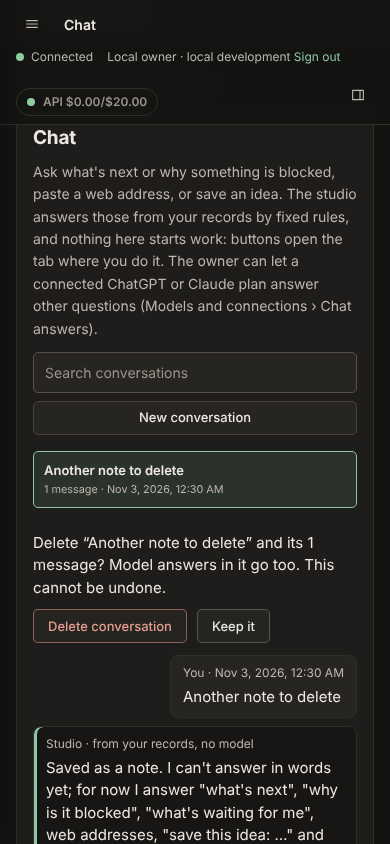 Chat
Connected Local owner · local development Sign out
API $0.00/$20.00
Chat
Ask what's next or why something is blocked,
paste a web address, or save an idea. The studio
answers those from your records by fixed rules,
and nothing here starts work: buttons open the
tab where you do it. The owner can let a
connected ChatGPT or Claude plan answer
other questions (Models and connections › Chat
answers).
Search conversations
New conversation
Another note to delete
1 message · Nov 3, 2026, 12:30 AM
Delete “Another note to delete” and its 1
message? Model answers in it go too. This
cannot be undone.
Delete conversation Keep it
You · Nov 3, 2026, 12:30 AM
Another note to delete
Studio · from your records, no model
Saved as a note. I can't answer in words
yet; for now I answer "what's next", "why
is it blocked", "what's waiting for me",
web addresses, "save this idea: ..." and